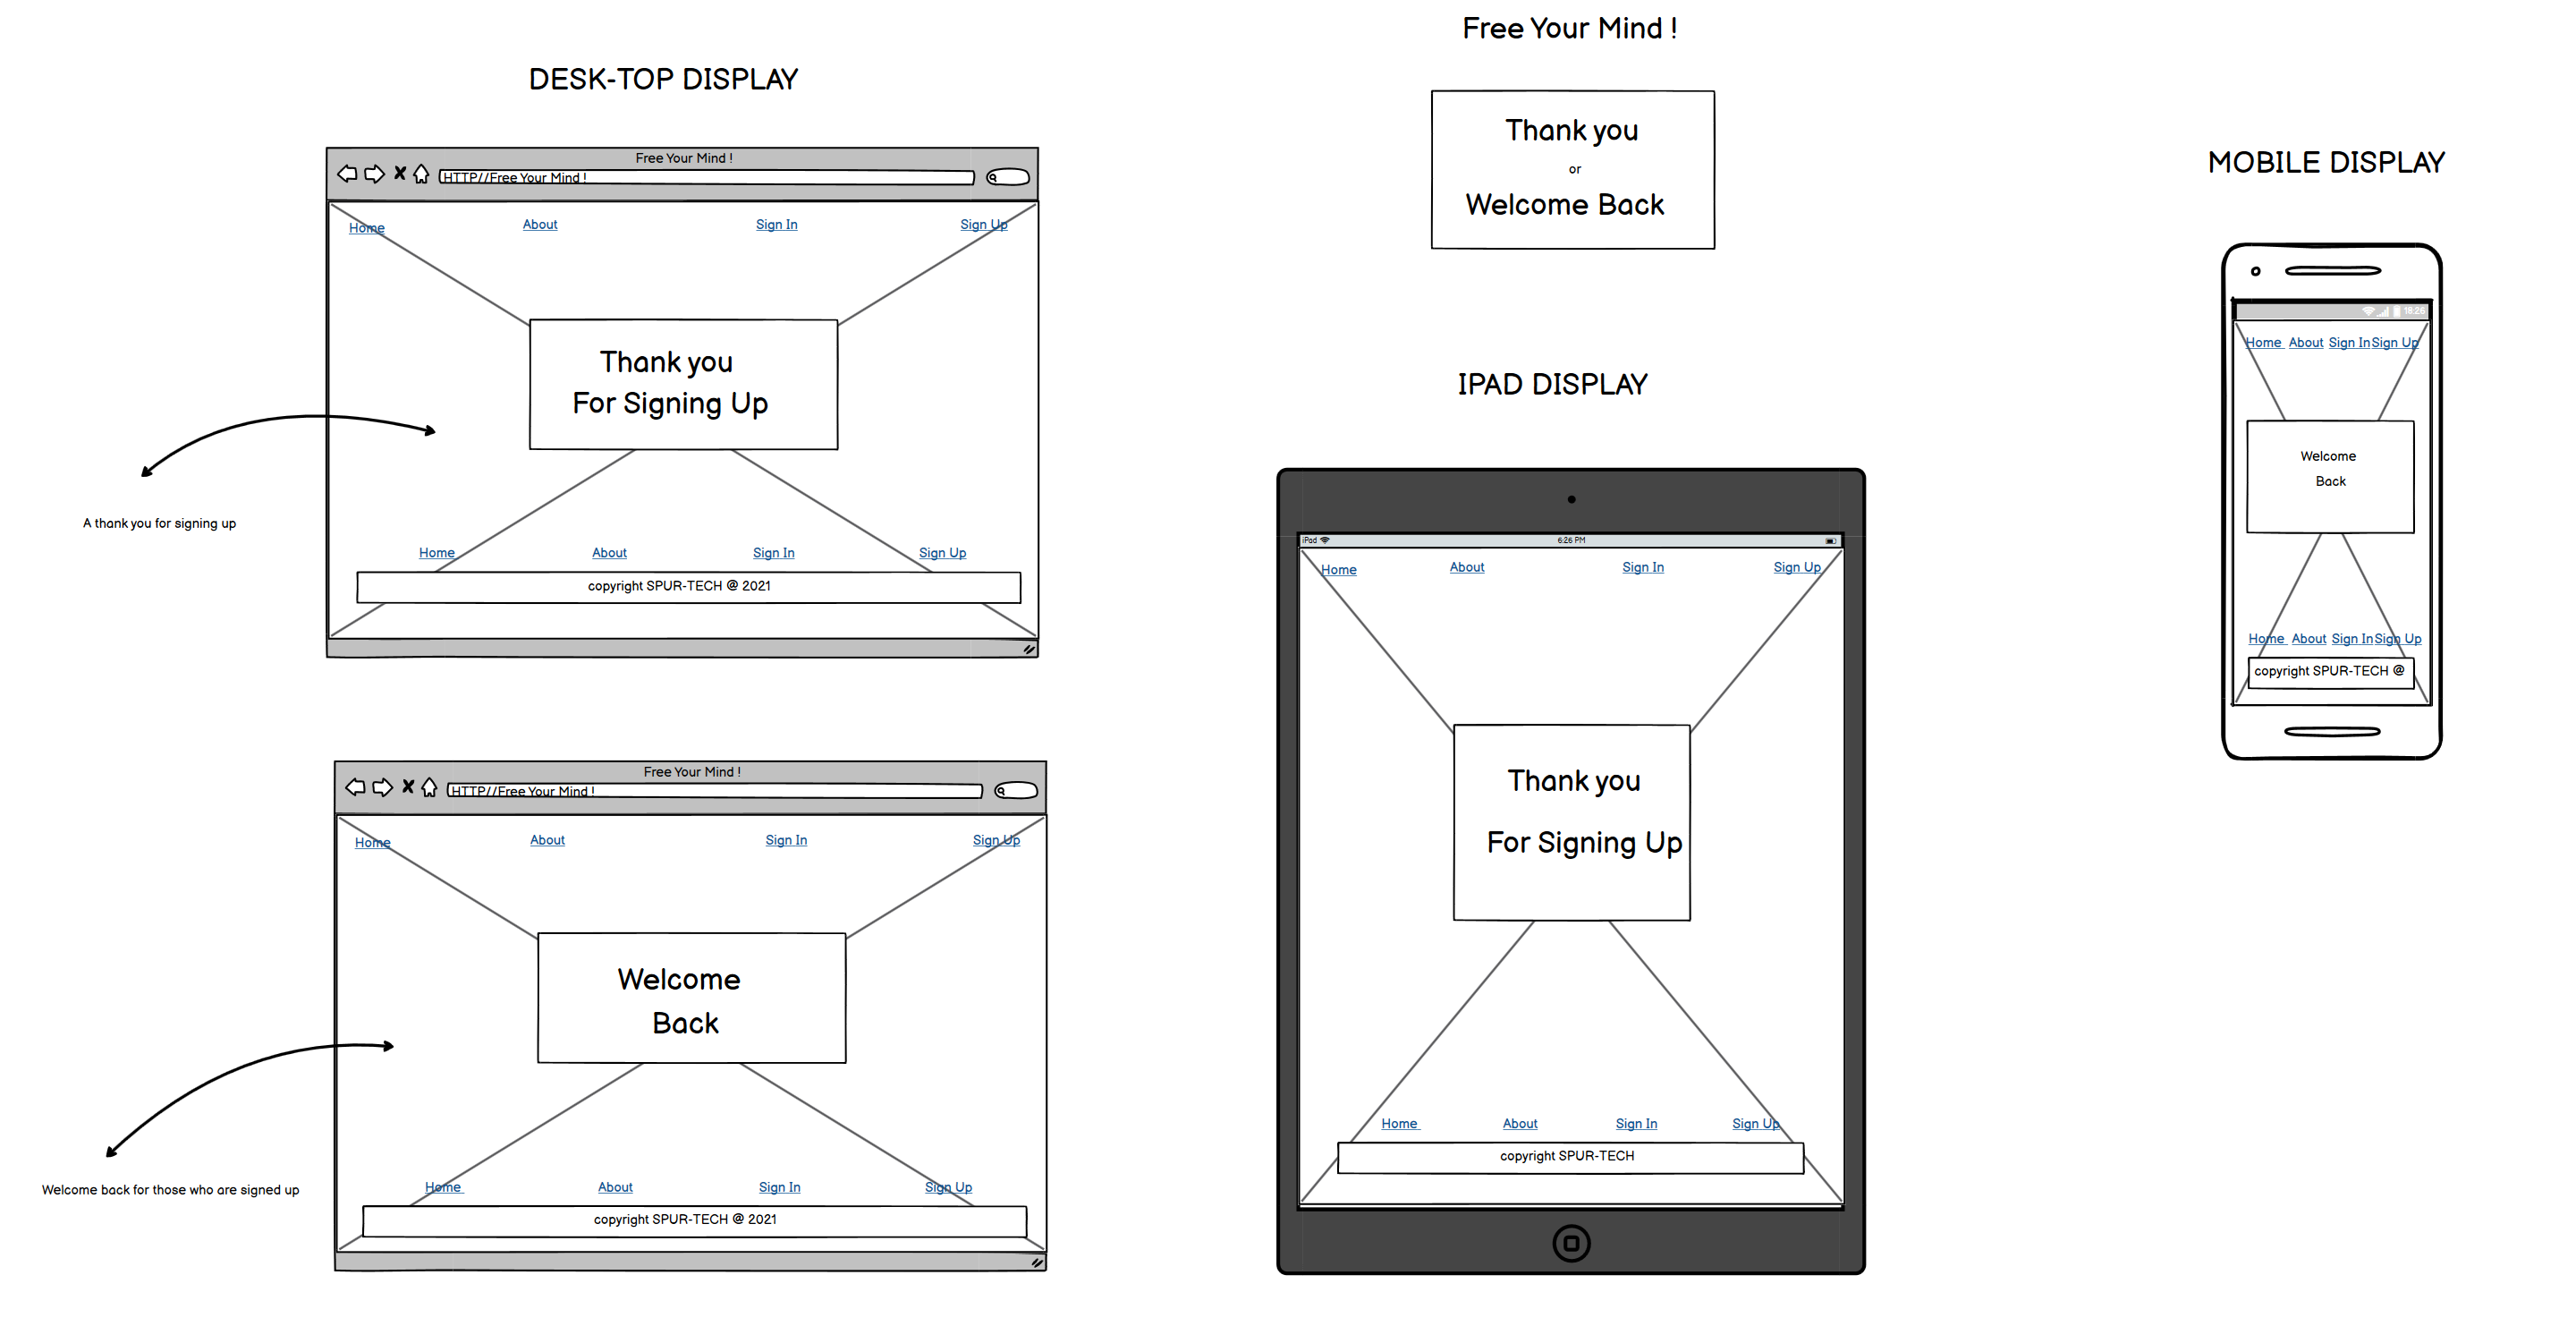 Free Your Mind !
DESK-TOP DISPLAY
Thank you
or
Welcome Back
MOBILE DISPLAY
Free Your Mind !
HTTP//Free Your Mind !
Home About Sign In Sign Up
Thank you
For Signing Up
A thank you for signing up
Home About Sign In Sign Up
copyright SPUR-TECH @ 2021
Free Your Mind !
HTTP//Free Your Mind !
Home About Sign In Sign Up
Welcome
Back
Welcome back for those who are signed up
Home About Sign In Sign Up
copyright SPUR-TECH @ 2021
IPAD DISPLAY
iPad 6:26 PM
Home About Sign In Sign Up
Thank you
For Signing Up
Home About Sign In Sign Up
copyright SPUR-TECH
18:26
Home About Sign In Sign Up
Welcome
Back
Home About Sign In Sign Up
copyright SPUR-TECH @